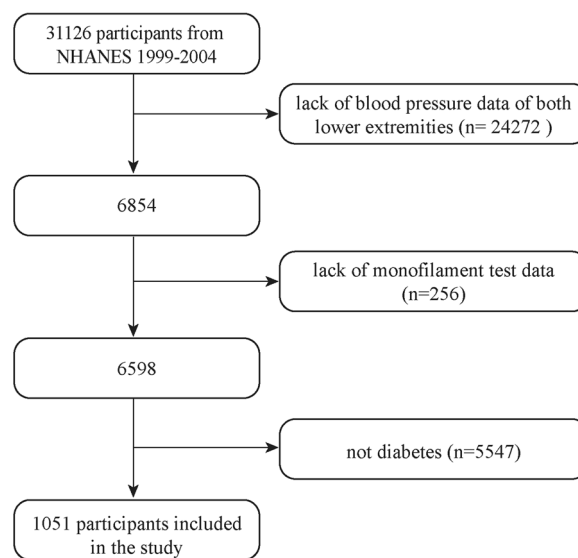 31126 participants from
NHANES 1999-2004
lack of blood pressure data of both
lower extremities (n= 24272 )
6854
lack of monofilament test data
(n=256)
6598
not diabetes (n=5547)
1051 participants included
in the study